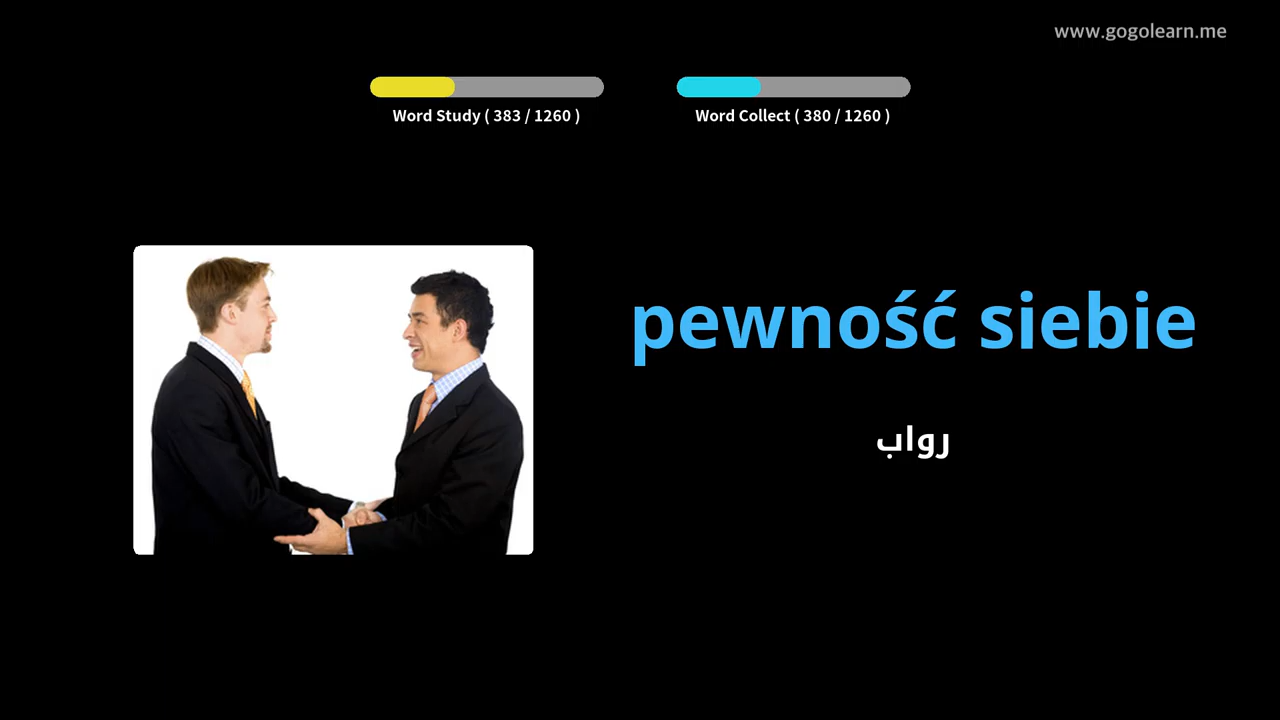 www.gogolearn.me
Word Study ( 383 / 1260 )
Word Collect ( 380 / 1260 )
pewność siebie
رواب